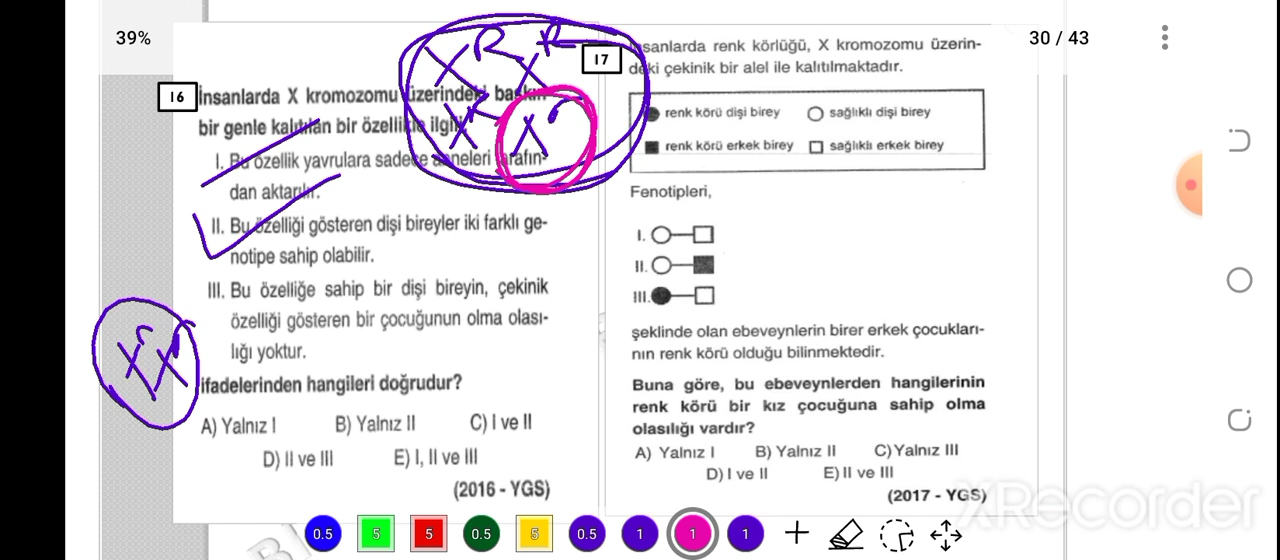 39%
30 / 43
16
İnsanlarda X kromozomu üzerindeki baskın
bir genle kalıtılan bir özellikle ilgili,
I. Bu özellik yavrulara sadece anneleri tarafın-
dan aktarılır.
II. Bu özelliği gösteren dişi bireyler iki farklı ge-
notipe sahip olabilir.
III. Bu özelliğe sahip bir dişi bireyin, çekinik
özelliği gösteren bir çocuğunun olma olası-
lığı yoktur.
ifadelerinden hangileri doğrudur?
A) Yalnız I B) Yalnız II C) I ve II
D) II ve III E) I, II ve III
(2016 - YGS)
X R X R
X R X r
X r X r
17
İnsanlarda renk körlüğü, X kromozomu üzerin-
deki çekinik bir alel ile kalıtılmaktadır.
renk körü dişi birey sağlıklı dişi birey
renk körü erkek birey sağlıklı erkek birey
Fenotipleri,
I.
II.
III.
şeklinde olan ebeveynlerin birer erkek çocukları-
nın renk körü olduğu bilinmektedir.
Buna göre, bu ebeveynlerden hangilerinin
renk körü bir kız çocuğuna sahip olma
olasılığı vardır?
A) Yalnız I B) Yalnız II C) Yalnız III
D) I ve II E) II ve III
(2017 - YGS)
XRecorder
0.5 5 5 0.5 5 0.5 1 1 1